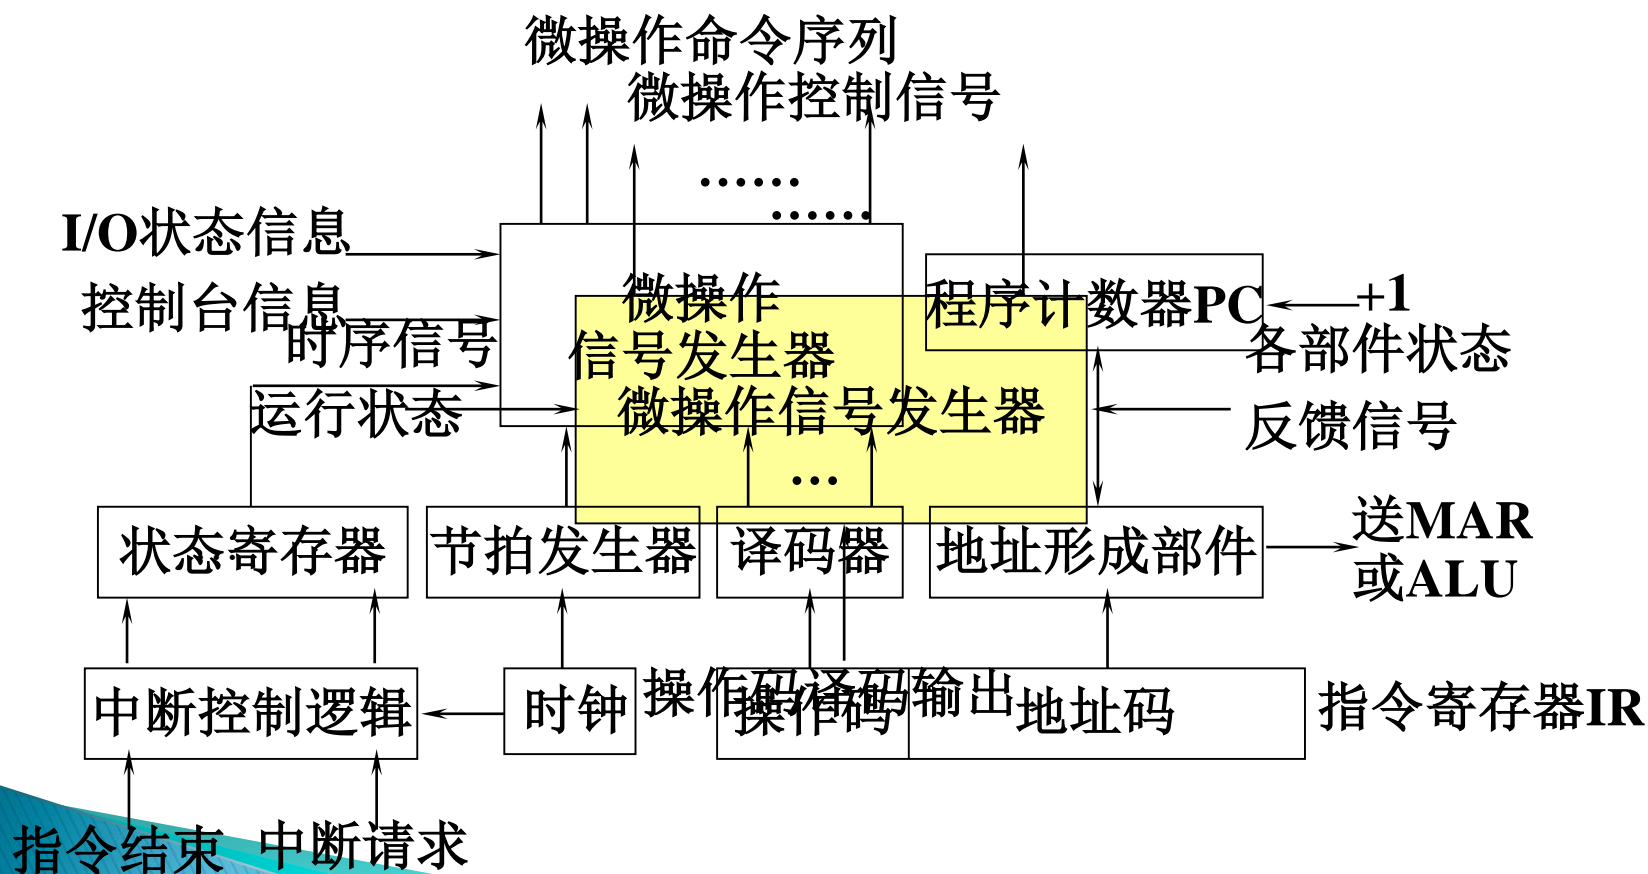 微操作命令序列
微操作控制信号
……
……
I/O状态信息
控制台信息
时序信号
运行状态
微操作
信号发生器
微操作信号发生器
程序计数器PC
+1
各部件状态
反馈信号
…
状态寄存器
节拍发生器
译码器
地址形成部件
送MAR
或ALU
中断控制逻辑
时钟
操作码译码输出
操作码
地址码
指令寄存器IR
指令结束
中断请求